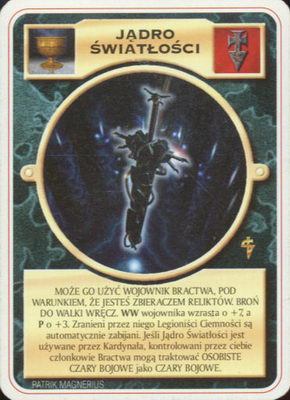 JĄDRO
ŚWIATŁOŚCI
MOŻE GO UŻYĆ WOJOWNIK BRACTWA, POD
WARUNKIEM, ŻE JESTEŚ ZBIERACZEM RELIKTÓW. BROŃ
DO WALKI WRĘCZ. WW wojownika wzrasta o +7, a
P o +3. Zranieni przez niego Legioniści Ciemności są
automatycznie zabijani. Jeśli Jądro Światłości jest
używane przez Kardynała, kontrolowani przez ciebie
członkowie Bractwa mogą traktować OSOBISTE
CZARY BOJOWE jako CZARY BOJOWE.
PATRIK MAGNERIUS